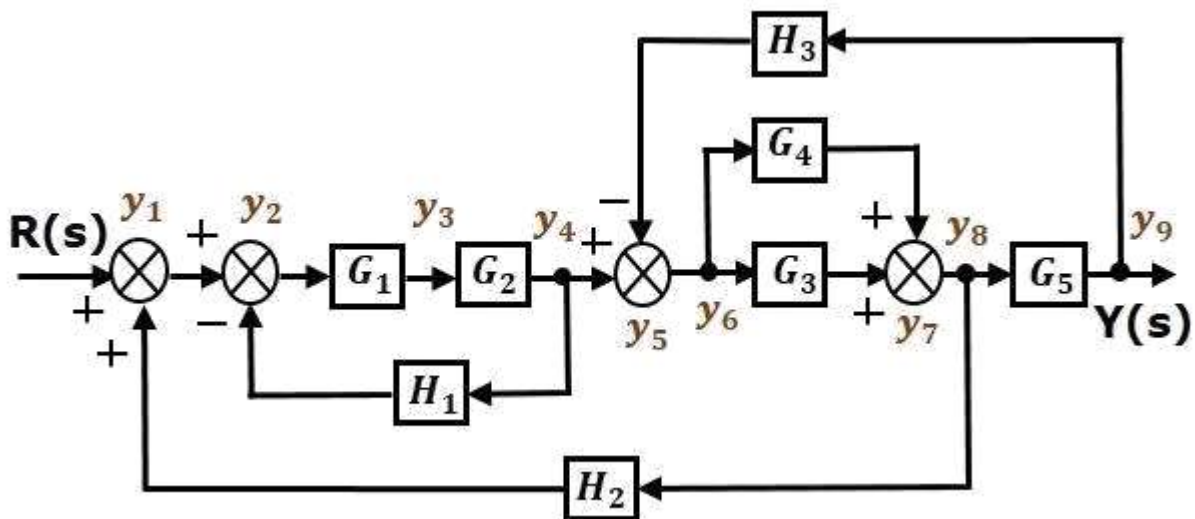 H₃
G₄
y₁
y₂
y₃
y₄
y₈
y₉
R(s)
+
−
+
+
G₁
G₂
G₃
G₅
+
−
+
y₅
y₆
+
y₇
Y(s)
H₁
+
H₂